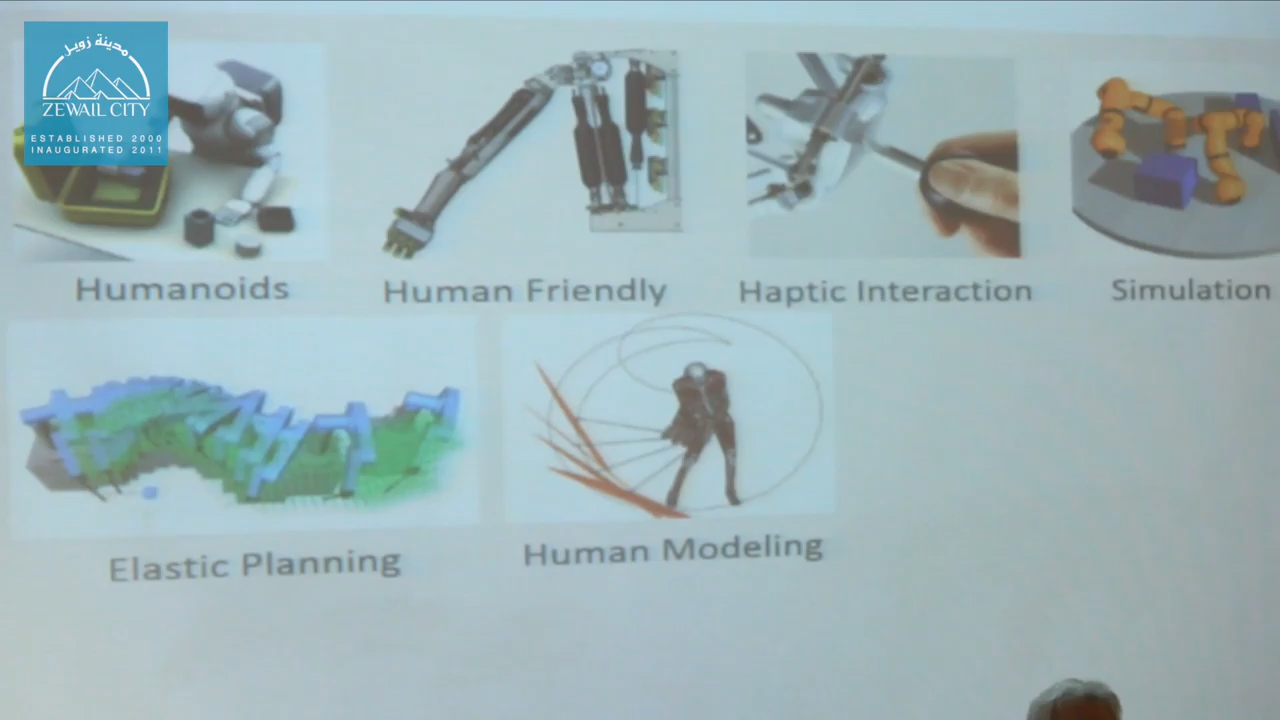 مدينة زويل
ZEWAIL CITY
ESTABLISHED 2000
INAUGURATED 2011
Humanoids
Human Friendly
Haptic Interaction
Simulation
Elastic Planning
Human Modeling